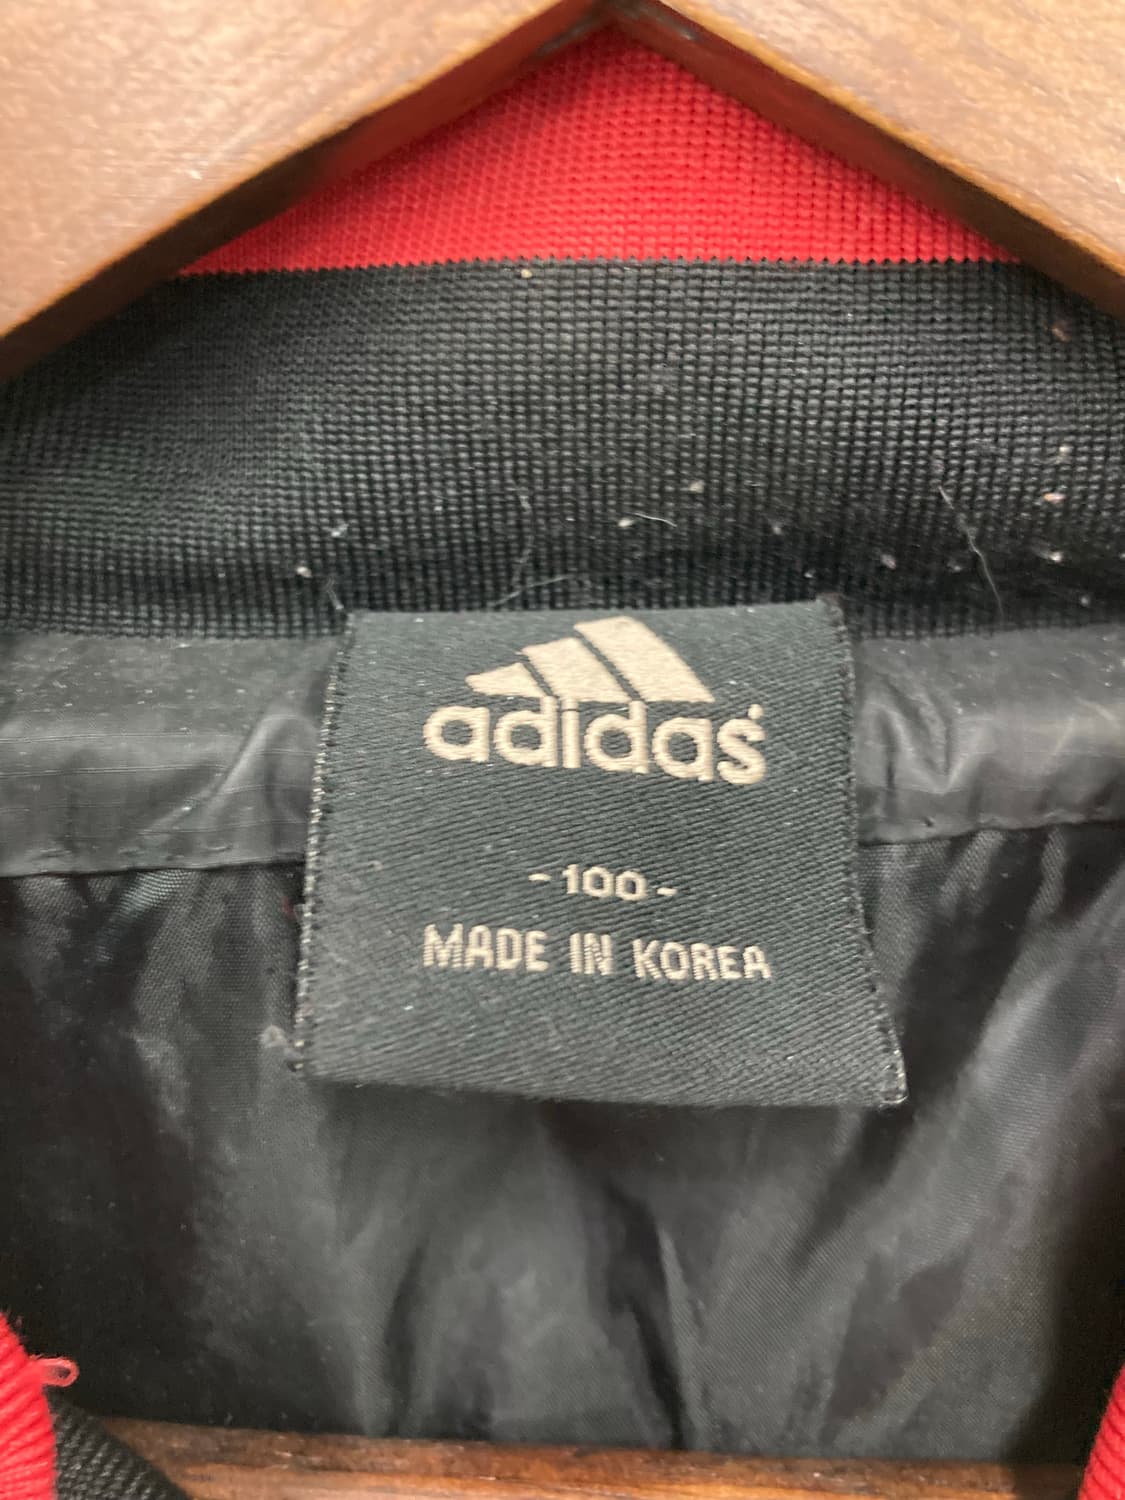 adidas
-100-
MADE IN KOREA